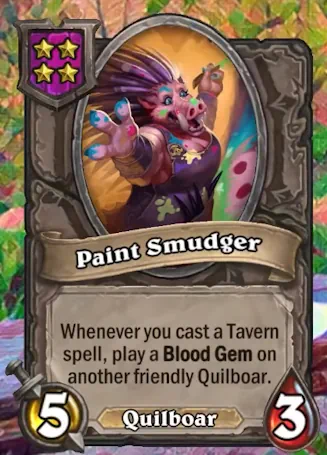 Paint Smudger
Whenever you cast a Tavern
spell, play a Blood Gem on
another friendly Quilboar.
5
Quilboar
3